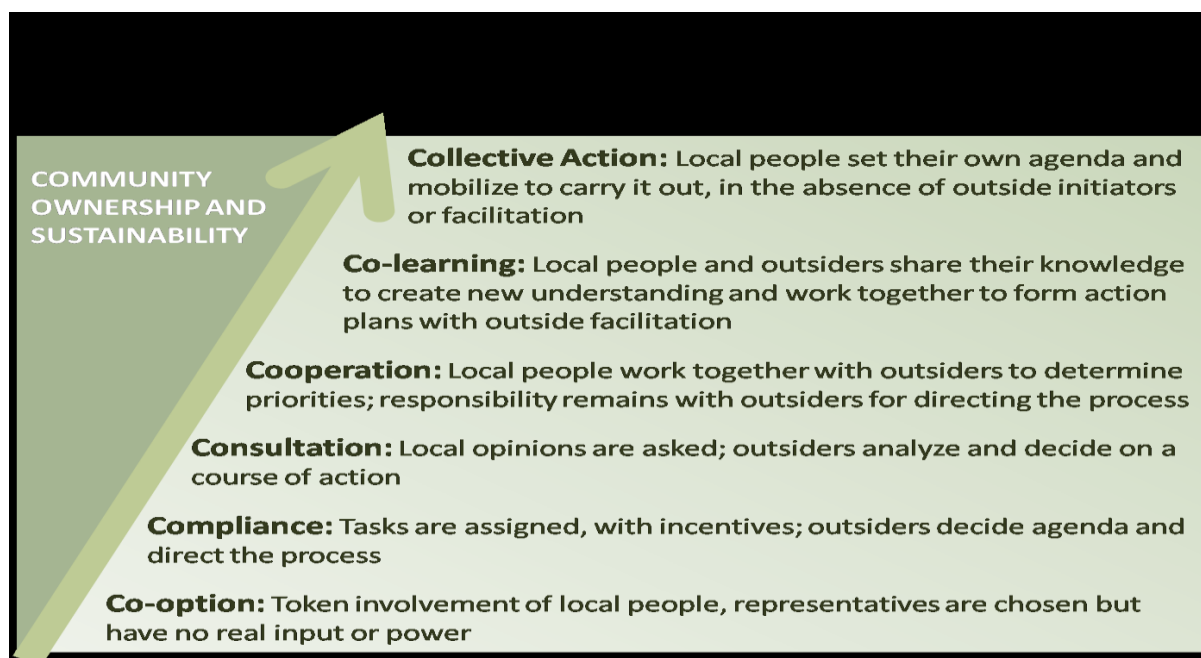 COMMUNITY
OWNERSHIP AND
SUSTAINABILITY
Collective Action: Local people set their own agenda and
mobilize to carry it out, in the absence of outside initiators
or facilitation
Co-learning: Local people and outsiders share their knowledge
to create new understanding and work together to form action
plans with outside facilitation
Cooperation: Local people work together with outsiders to determine
priorities; responsibility remains with outsiders for directing the process
Consultation: Local opinions are asked; outsiders analyze and decide on a
course of action
Compliance: Tasks are assigned, with incentives; outsiders decide agenda and
direct the process
Co-option: Token involvement of local people, representatives are chosen but
have no real input or power